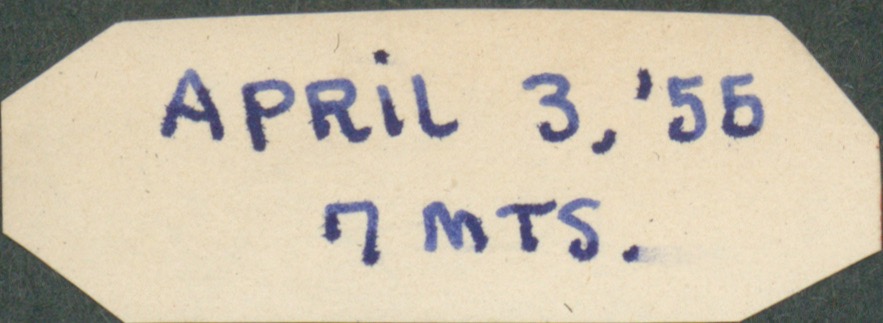 APRiL 3, '56
7 MTS.